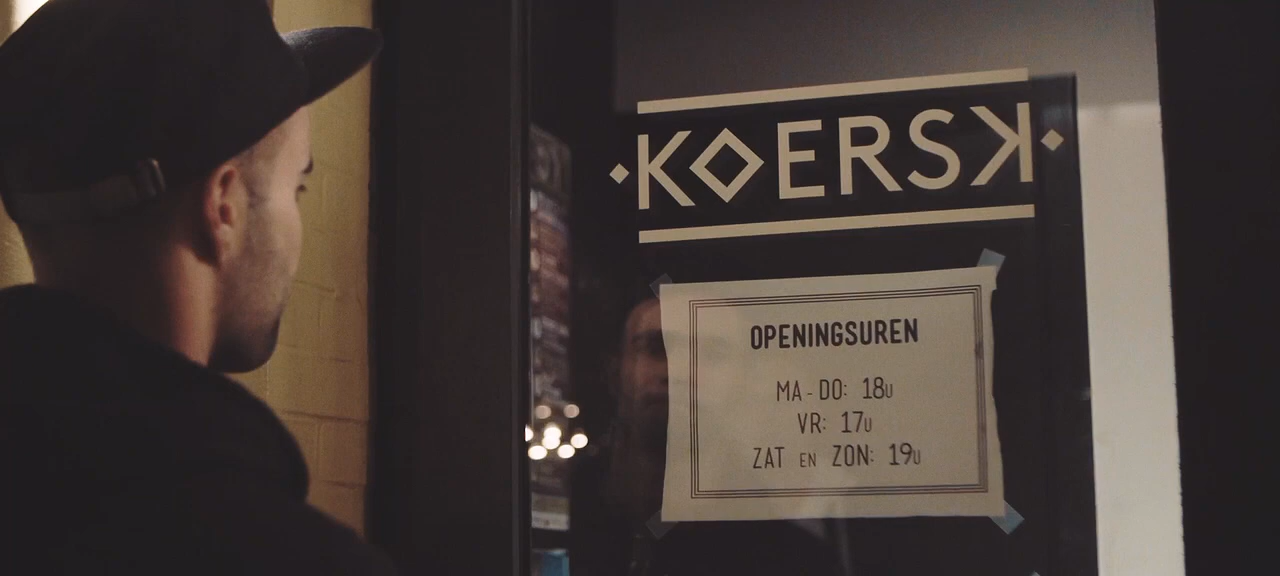 KOERSK
OPENINGSUREN
MA - DO: 18U
VR: 17U
ZAT EN ZON: 19U